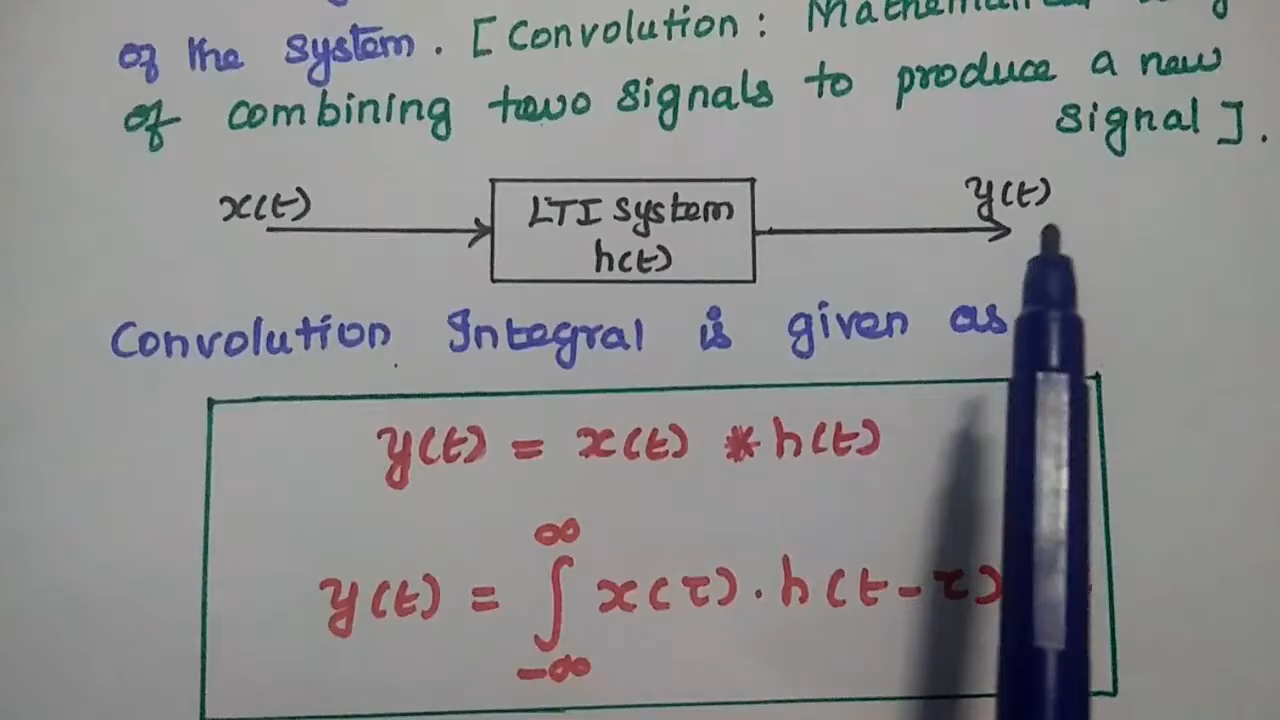 of the system. [Convolution: Mathematical
of combining two signals to produce a new
signal].
x(t)
LTI system
h(t)
y(t)
Convolution Integral is given as
y(t) = x(t) * h(t)
y(t) = ∫_{-∞}^{∞} x(τ). h(t-τ)